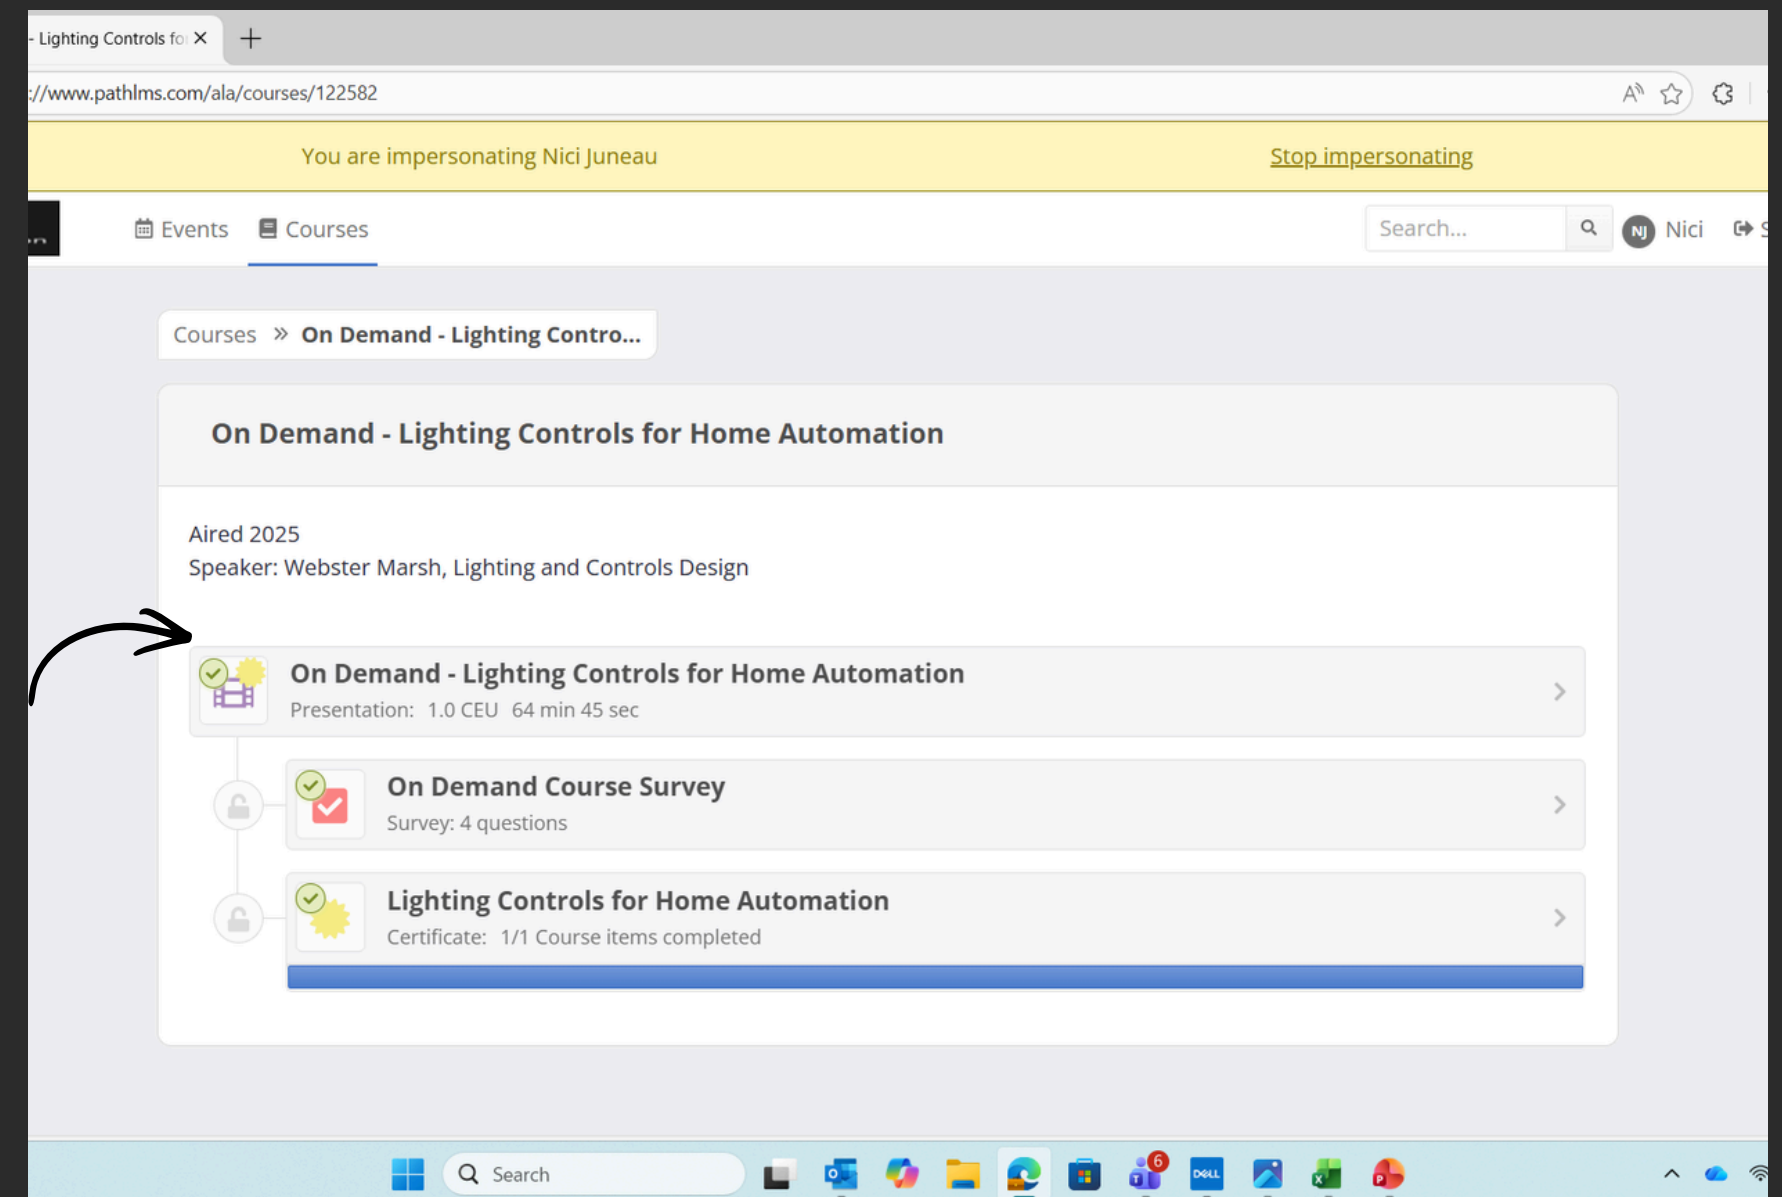 - Lighting Controls for
://www.pathlms.com/ala/courses/122582
You are impersonating Nici Juneau
Stop impersonating
Events
Courses
Search...
NJ
Nici
Courses » On Demand - Lighting Contro...
On Demand - Lighting Controls for Home Automation
Aired 2025
Speaker: Webster Marsh, Lighting and Controls Design
On Demand - Lighting Controls for Home Automation
Presentation: 1.0 CEU 64 min 45 sec
On Demand Course Survey
Survey: 4 questions
Lighting Controls for Home Automation
Certificate: 1/1 Course items completed
Search
6
DELL